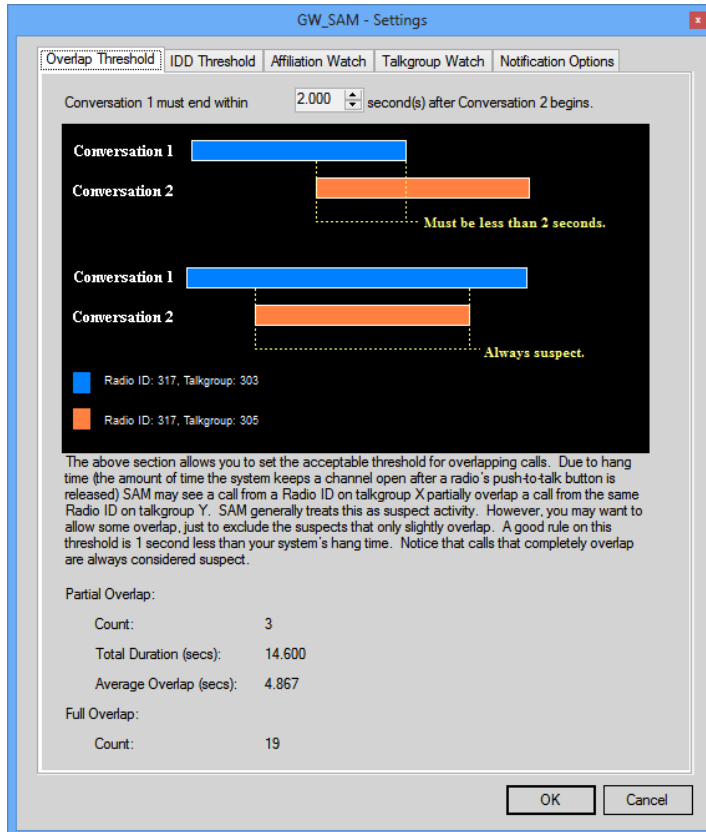 GW_SAM - Settings
x
Overlap Threshold IDD Threshold Affiliation Watch Talkgroup Watch Notification Options
Conversation 1 must end within 2.000 second(s) after Conversation 2 begins.
Conversation 1
Conversation 2
Must be less than 2 seconds.
Conversation 1
Conversation 2
Always suspect.
Radio ID: 317, Talkgroup: 303
Radio ID: 317, Talkgroup: 305
The above section allows you to set the acceptable threshold for overlapping calls. Due to hang
time (the amount of time the system keeps a channel open after a radio's push-to-talk button is
released) SAM may see a call from a Radio ID on talkgroup X partially overlap a call from the same
Radio ID on talkgroup Y. SAM generally treats this as suspect activity. However, you may want to
allow some overlap, just to exclude the suspects that only slightly overlap. A good rule on this
threshold is 1 second less than your system's hang time. Notice that calls that completely overlap
are always considered suspect.
Partial Overlap:
Count: 3
Total Duration (secs): 14.600
Average Overlap (secs): 4.867
Full Overlap:
Count: 19
OK Cancel